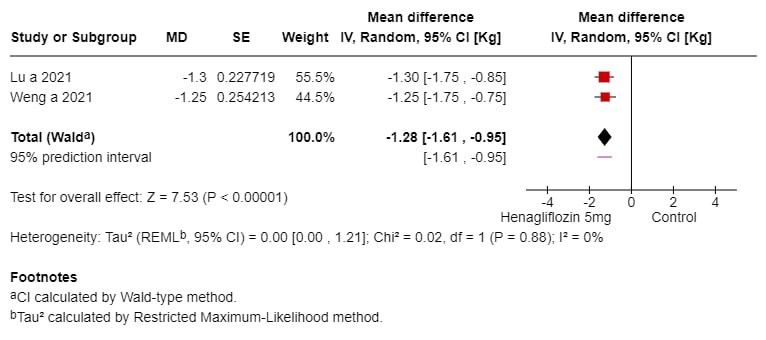 Mean difference Mean difference
Study or Subgroup MD SE Weight IV, Random, 95% CI [Kg] IV, Random, 95% CI [Kg]
Lu a 2021 -1.3 0.227719 55.5% -1.30 [-1.75 , -0.85]
Weng a 2021 -1.25 0.254213 44.5% -1.25 [-1.75 , -0.75]
Total (Waldᵃ) 100.0% -1.28 [-1.61 , -0.95]
95% prediction interval [-1.61 , -0.95]
Test for overall effect: Z = 7.53 (P < 0.00001)
-4 -2 0 2 4
Henagliflozin 5mg Control
Heterogeneity: Tau² (REMLᵇ, 95% CI) = 0.00 [0.00 , 1.21]; Chi² = 0.02, df = 1 (P = 0.88); I² = 0%
Footnotes
ᵃCI calculated by Wald-type method.
ᵇTau² calculated by Restricted Maximum-Likelihood method.